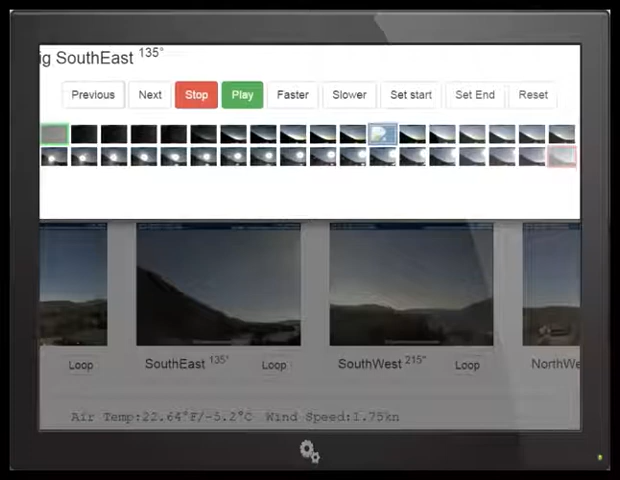 ig SouthEast 135°
Previous Next Stop Play Faster Slower Set start Set End Reset
Loop SouthEast 135° Loop SouthWest 215° Loop NorthWe
Air Temp:22.64°F/-5.2°C Wind Speed:1.75kn